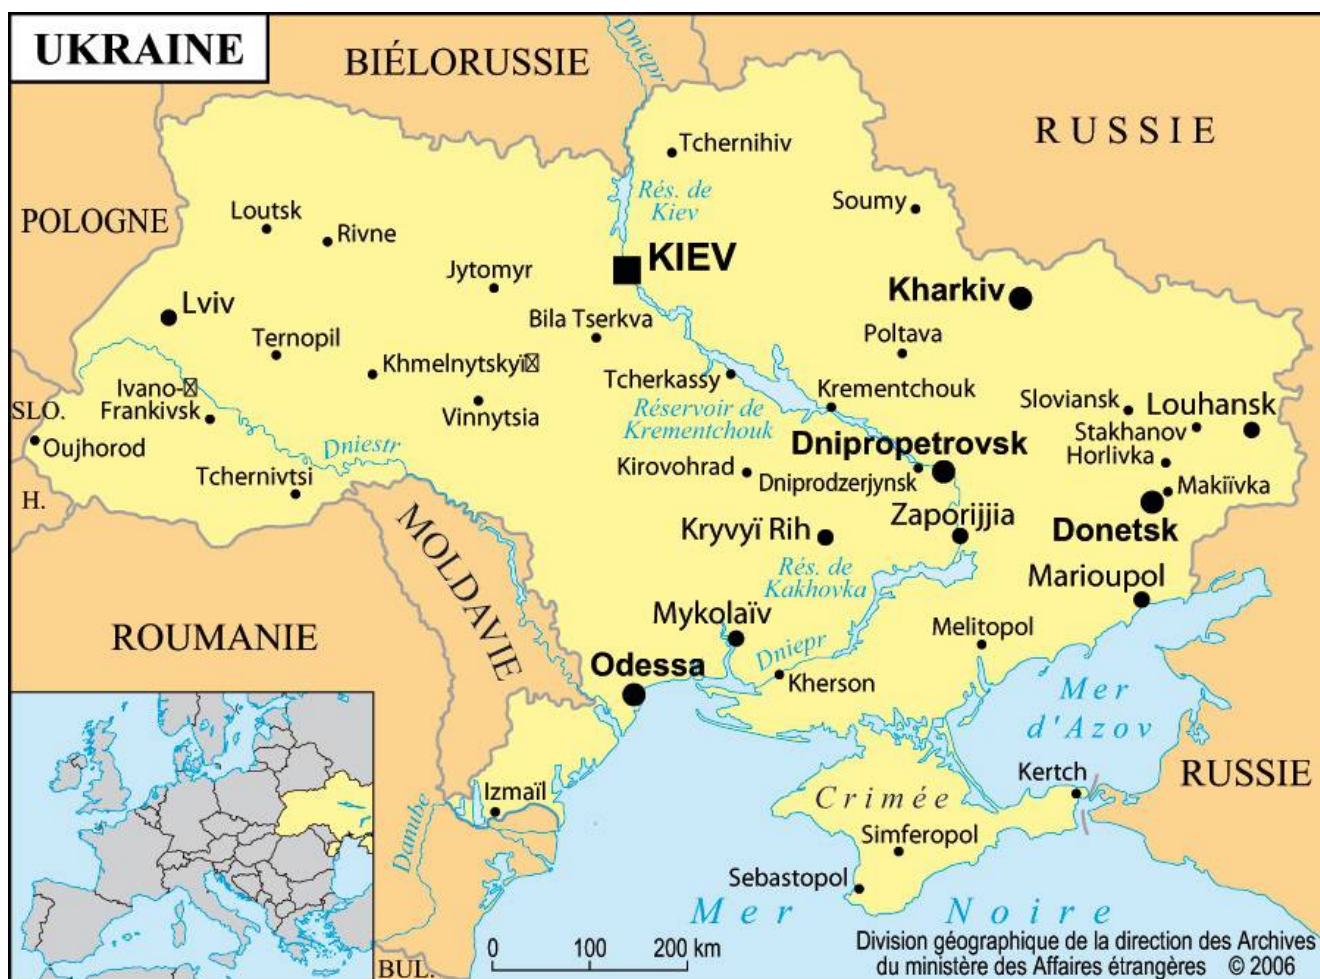 UKRAINE
BIÉLORUSSIE
Dniepr
RUSSIE
POLOGNE
Tchernihiv
Rés. de
Kiev
Soumy
Loutsk
Rivne
KIEV
Jytomyr
Kharkiv
Lviv
Bila Tserkva
Ternopil
Poltava
Khmelnytskyï
Ivano-
Frankivsk
Tcherkassy
Krementchouk
Vinnytsia
Réservoir de
Krementchouk
Sloviansk
Louhansk
SLO.
Stakhanov
Oujhorod
Dniestr
Dnipropetrovsk
Horlivka
Kirovohrad
Dniprodzerjynsk
Tchernivtsi
Makiïvka
H.
MOLDAVIE
Kryvyï Rih
Zaporijjia
Donetsk
Rés. de
Kakhovka
Marioupol
ROUMANIE
Mykolaïv
Dniepr
Melitopol
Odessa
Kherson
Mer
d'Azov
RUSSIE
Kertch
Izmaïl
Crimée
Danube
Simferopol
Sebastopol
Mer Noire
BUL.
0 100 200 km
Division géographique de la direction des Archives
du ministère des Affaires étrangères © 2006